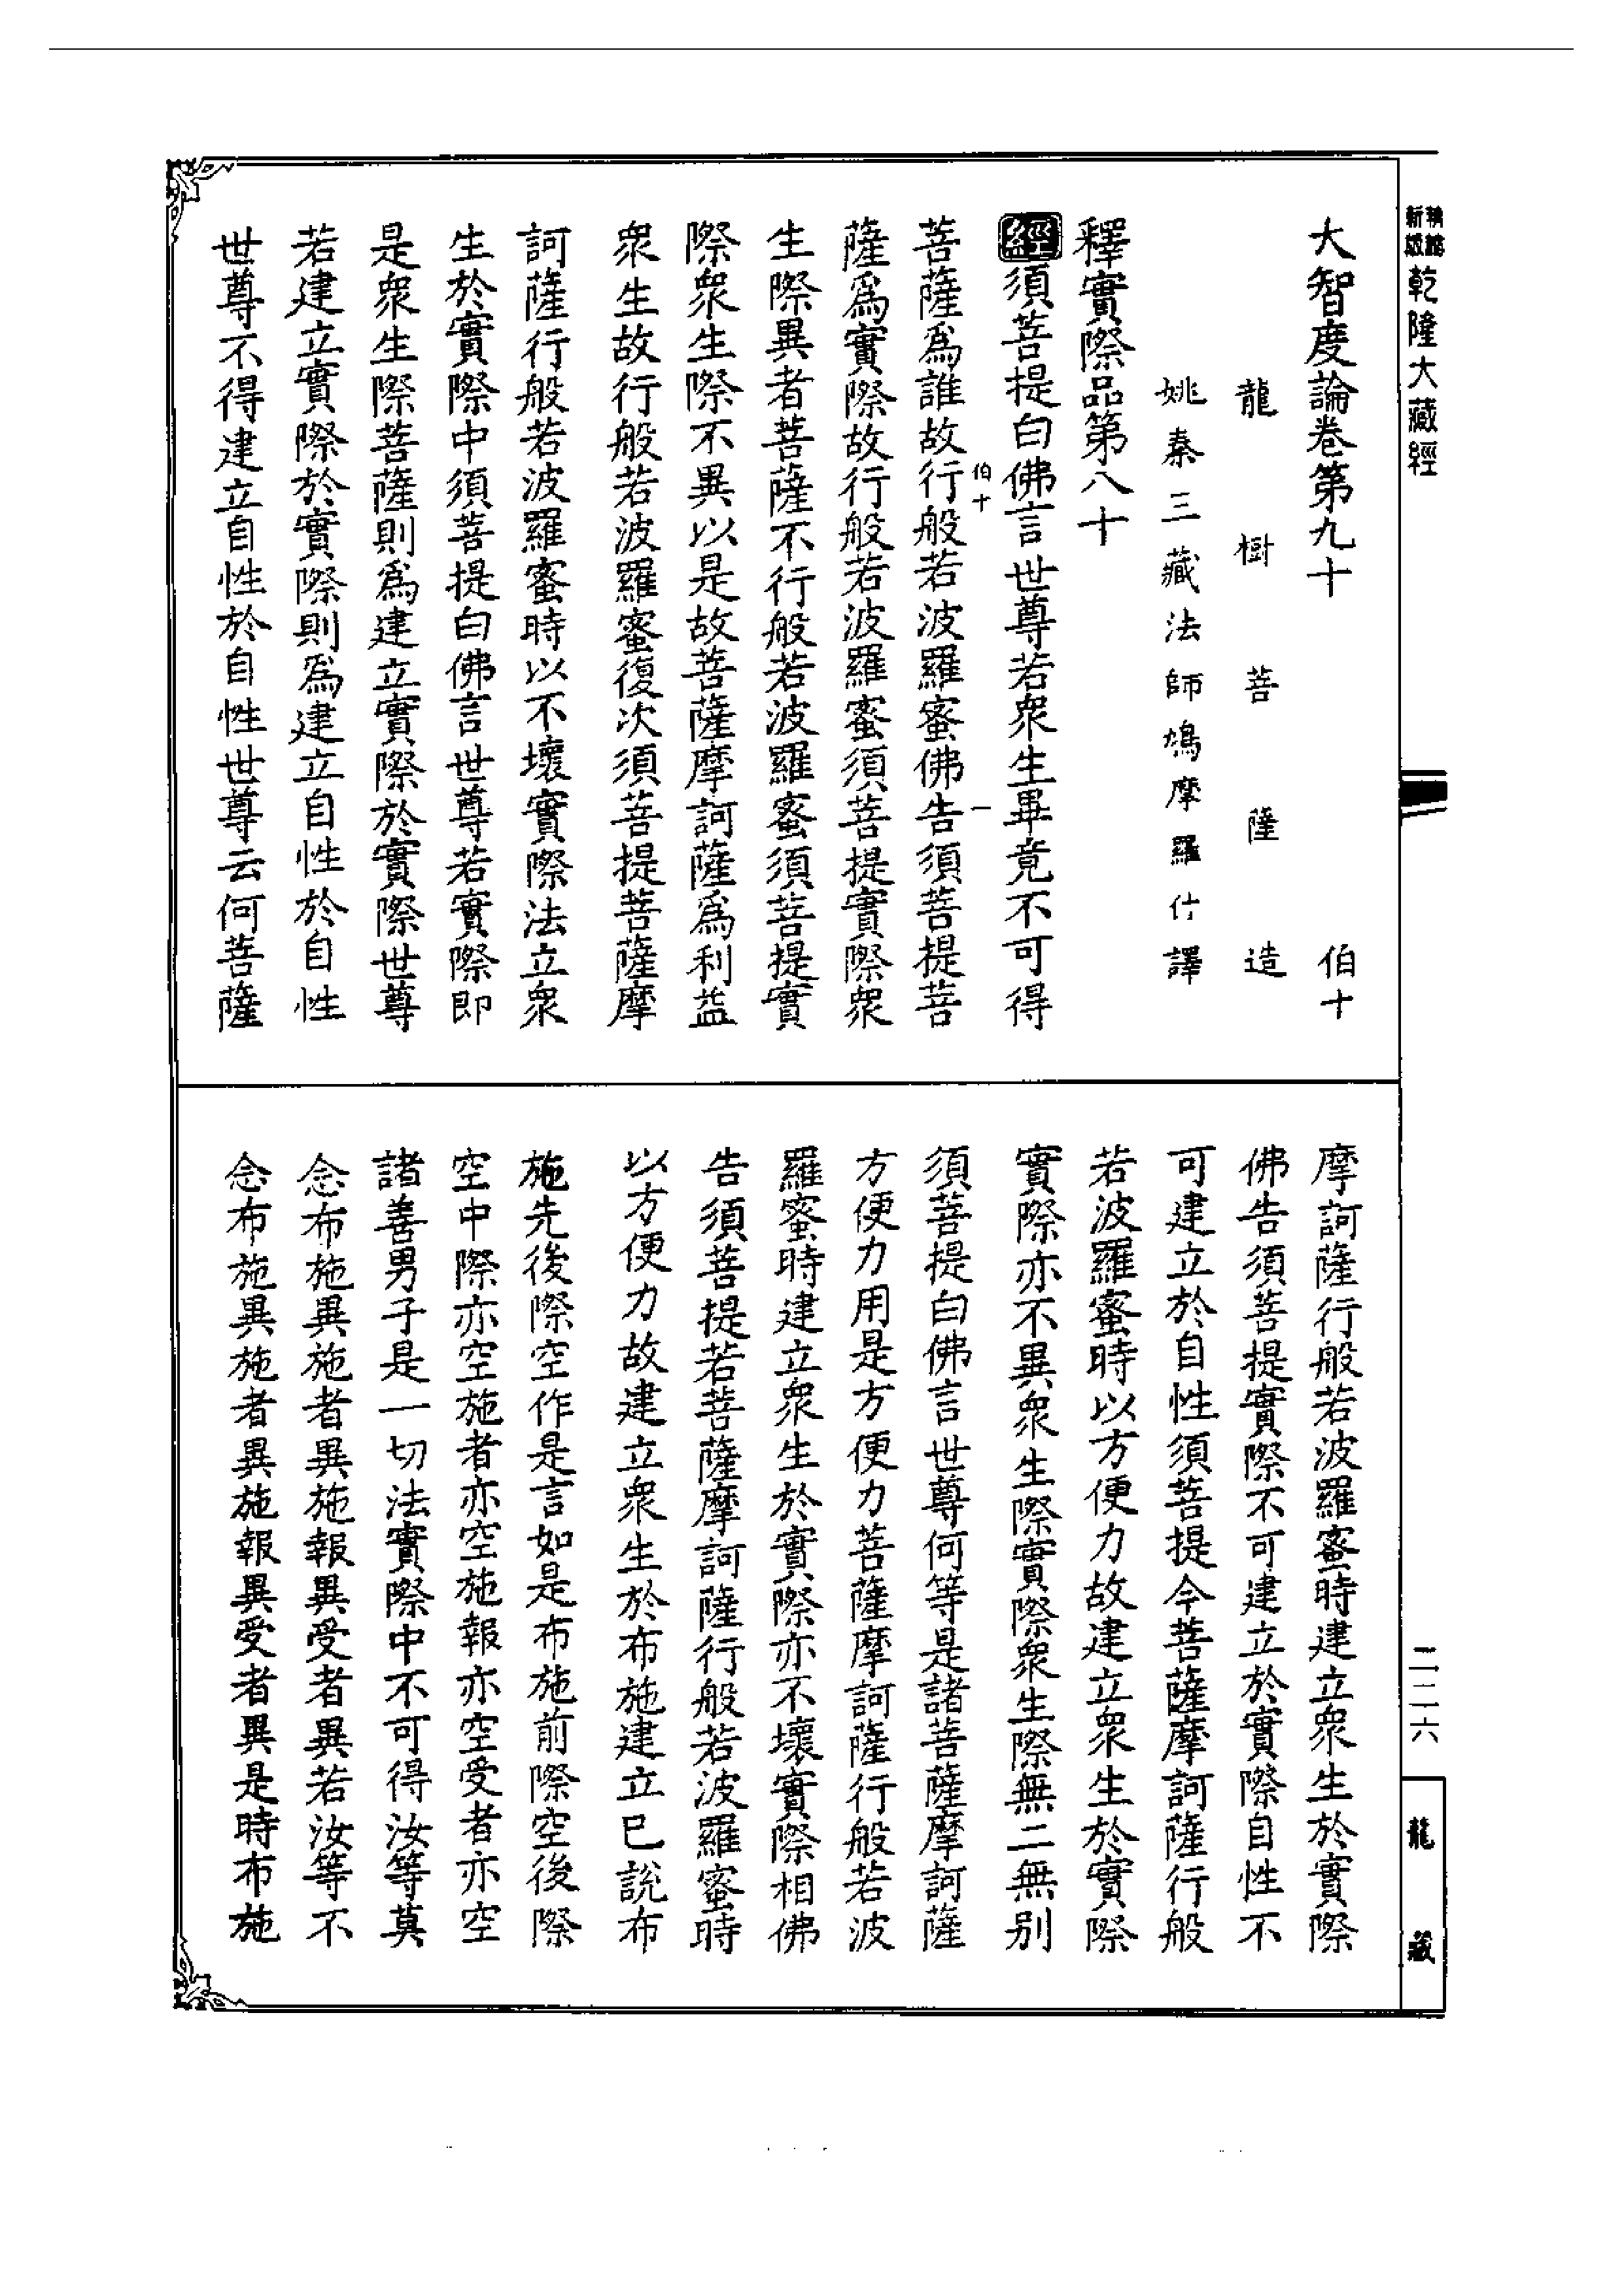 乾隆大藏經
大智度論卷第九十　伯十
龍樹菩薩造
姚秦三藏法師鳩摩羅什譯
釋實際品第八十
經須菩提白佛言世尊若衆生畢竟不可得
伯十　一
菩薩爲誰故行般若波羅蜜佛告須菩提菩
薩爲實際故行般若波羅蜜須菩提實際衆
生際異者菩薩不行般若波羅蜜須菩提實
際衆生際不異以是故菩薩摩訶薩爲利益
衆生故行般若波羅蜜復次須菩提菩薩摩
訶薩行般若波羅蜜時以不壞實際法立衆
生於實際中須菩提白佛言世尊若實際即
是衆生際菩薩則爲建立實際於實際世尊
若建立實際於實際則爲建立自性於自性
世尊不得建立自性於自性世尊云何菩薩
摩訶薩行般若波羅蜜時建立衆生於實際
佛告須菩提實際不可建立於實際自性不
可建立於自性須菩提今菩薩摩訶薩行般
若波羅蜜時以方便力故建立衆生於實際
實際亦不異衆生際實際衆生際無二無別
須菩提白佛言世尊何等是諸菩薩摩訶薩
方便力用是方便力菩薩摩訶薩行般若波
羅蜜時建立衆生於實際亦不壞實際相佛
告須菩提若菩薩摩訶薩行般若波羅蜜時
以方便力故建立衆生於布施建立已說布
施先後際空作是言如是布施前際空後際
空中際亦空施者亦空施報亦空受者亦空
諸善男子是一切法實際中不可得汝等莫
念布施異施者異施報異受者異若汝等不
念布施異施者異施報異受者異是時布施
二二六
龍藏